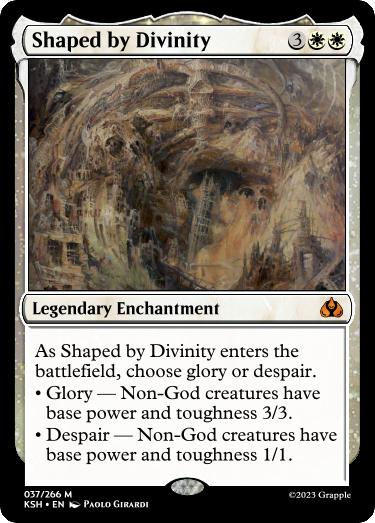 Shaped by Divinity 3
Legendary Enchantment
As Shaped by Divinity enters the
battlefield, choose glory or despair.
• Glory — Non-God creatures have
base power and toughness 3/3.
• Despair — Non-God creatures have
base power and toughness 1/1.
037/266 M
KSH • EN Paolo Girardi
©2023 Grapple